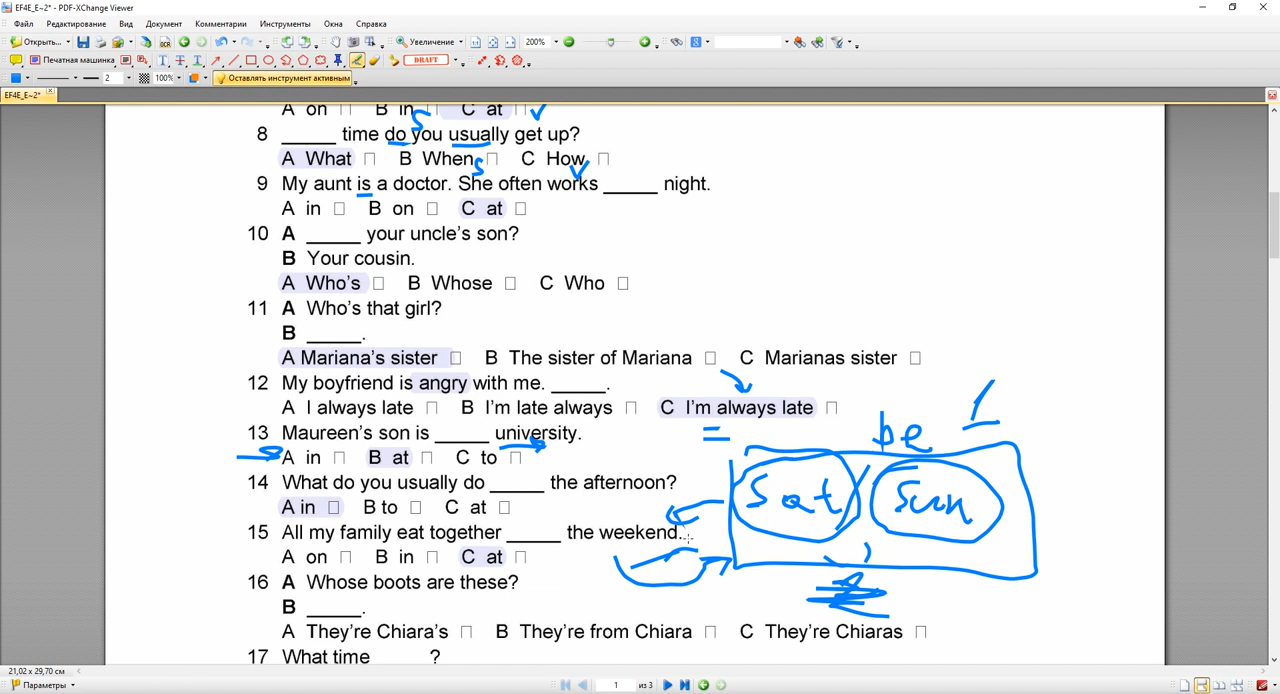 EF4E_E~2* - PDF-XChange Viewer
Файл Редактирование Вид Документ Комментарии Инструменты Окна Справка
Открыть... OCR Увеличение 200%
Печатная машинка DRAFT
2 100% Оставлять инструмент активным
EF4E_E~2*
A on B in C at
8 _____ time do you usually get up?
A What B When C How
9 My aunt is a doctor. She often works _____ night.
A in B on C at
10 A _____ your uncle's son?
B Your cousin.
A Who's B Whose C Who
11 A Who's that girl?
B _____.
A Mariana's sister B The sister of Mariana C Marianas sister
12 My boyfriend is angry with me. _____.
A I always late B I'm late always C I'm always late
13 Maureen's son is _____ university.
be
A in B at C to
14 What do you usually do _____ the afternoon?
Sat Sun
A in B to C at
15 All my family eat together _____ the weekend.
A on B in C at
16 A Whose boots are these?
B _____.
A They're Chiara's B They're from Chiara C They're Chiaras
17 What time _____?
21,02 x 29,70 см
Параметры 1 из 3